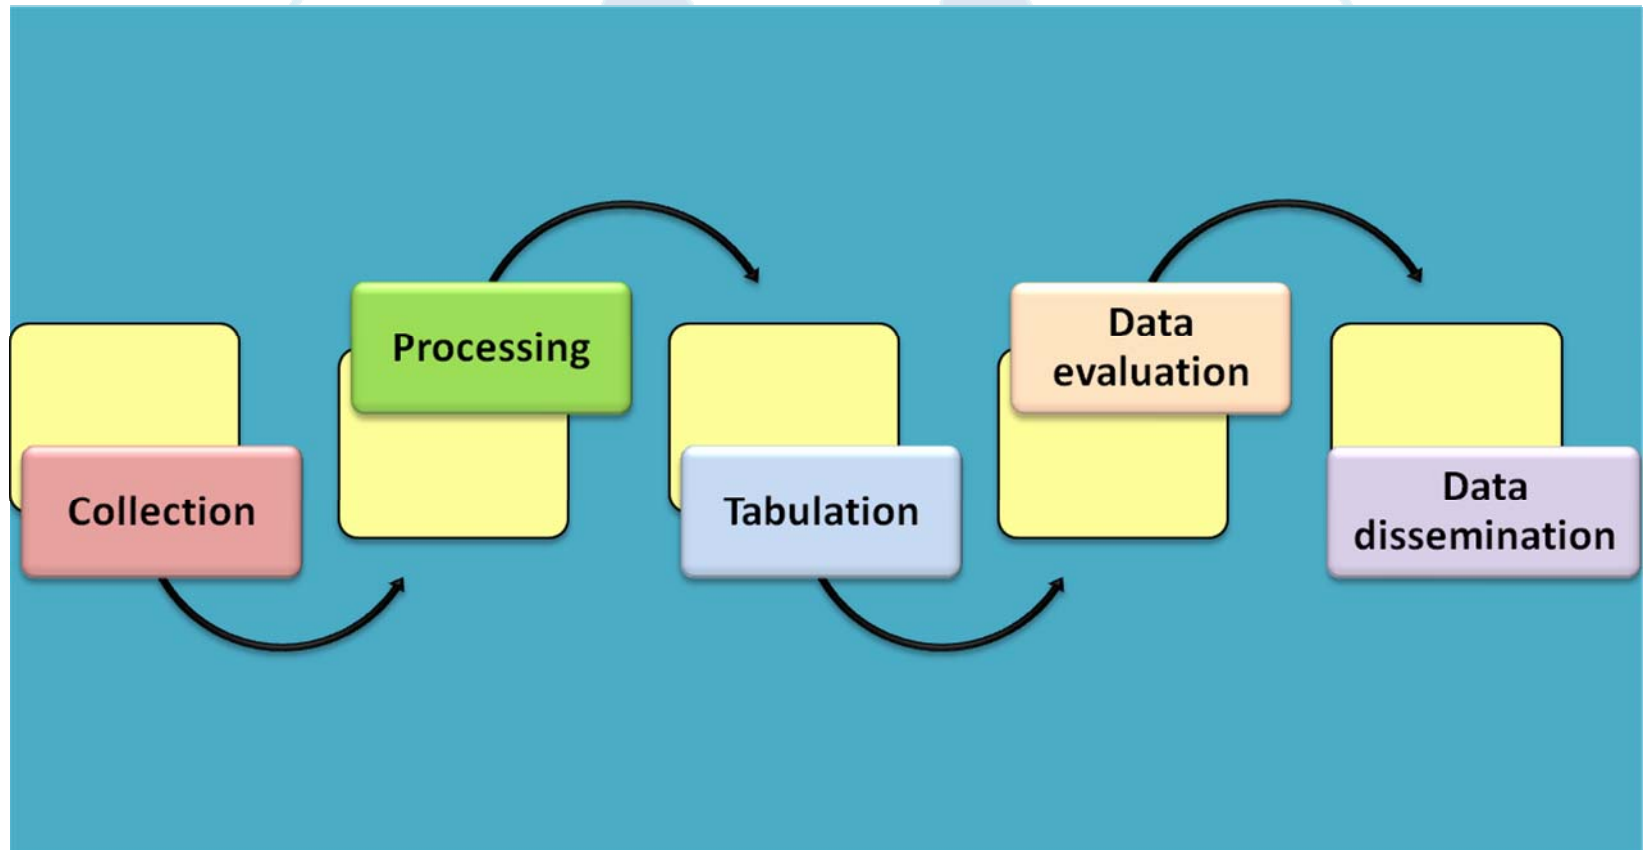 Collection
Processing
Tabulation
Data
evaluation
Data
dissemination